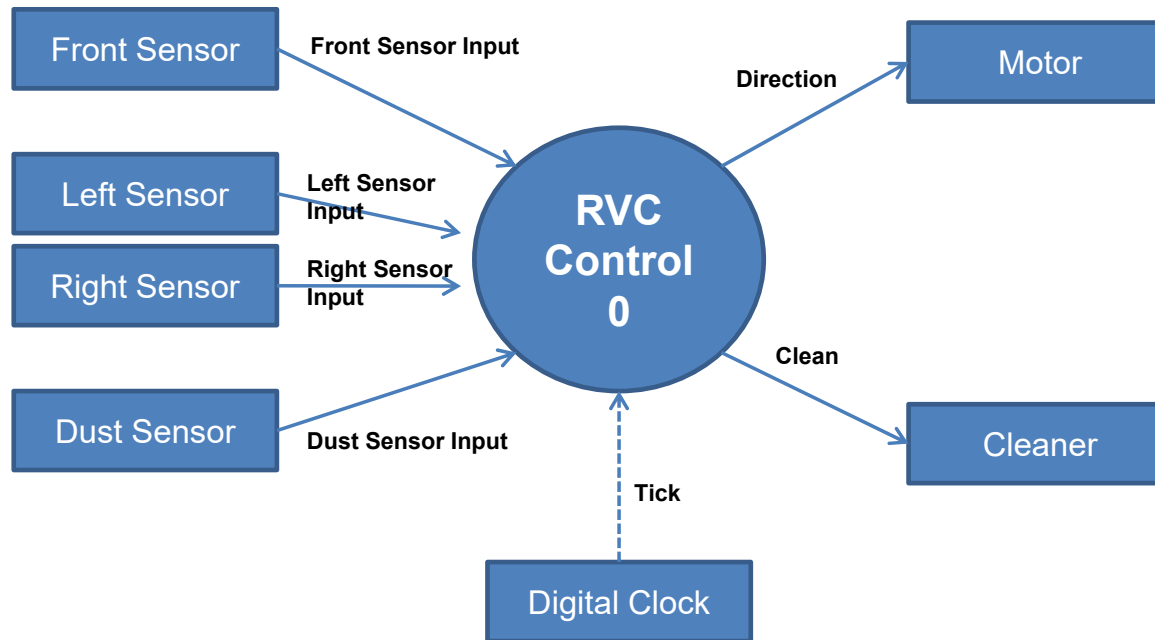 Front Sensor
Front Sensor Input
Direction
Motor
Left Sensor
Left Sensor
Input
RVC
Control
0
Right Sensor
Right Sensor
Input
Clean
Dust Sensor
Dust Sensor Input
Cleaner
Tick
Digital Clock